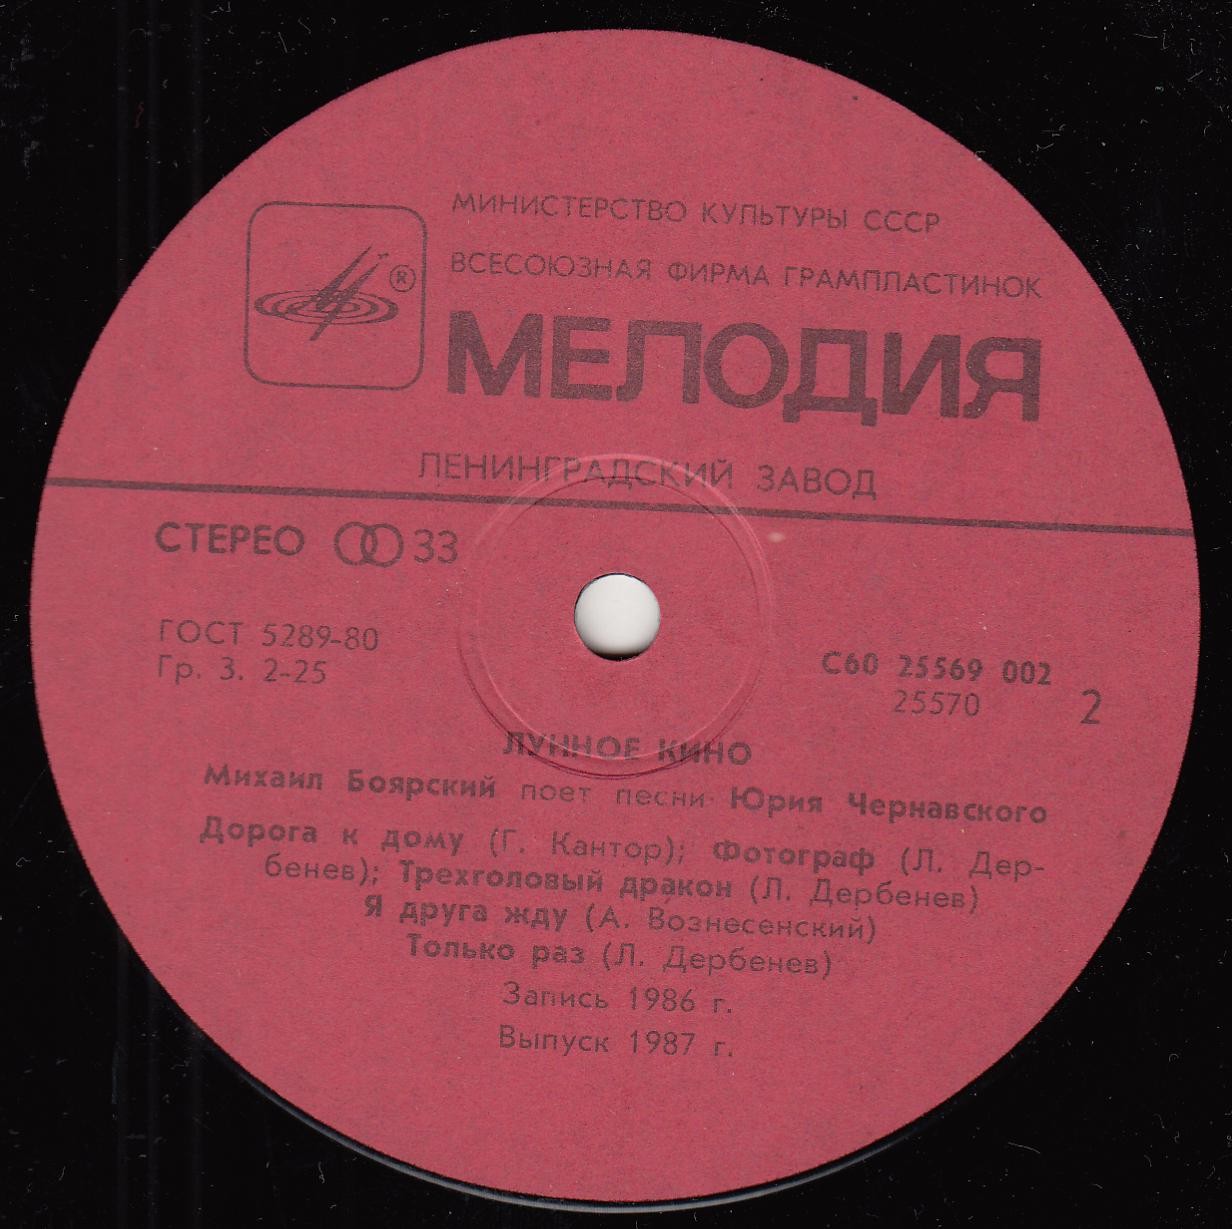 МИНИСТЕРСТВО КУЛЬТУРЫ СССР
ВСЕСОЮЗНАЯ ФИРМА ГРАМПЛАСТИНОК
®
МЕЛОДИЯ
ЛЕНИНГРАДСКИЙ ЗАВОД
СТЕРЕО 33
ГОСТ 5289-80
Гр. 3. 2-25
С60 25569 002
25570 2
ЛУННОЕ КИНО
Михаил Боярский поет песни Юрия Чернавского
Дорога к дому (Г. Кантор); Фотограф (Л. Дер-
бенев); Трехголовый дракон (Л. Дербенев)
Я друга жду (А. Вознесенский)
Только раз (Л. Дербенев)
Запись 1986 г.
Выпуск 1987 г.